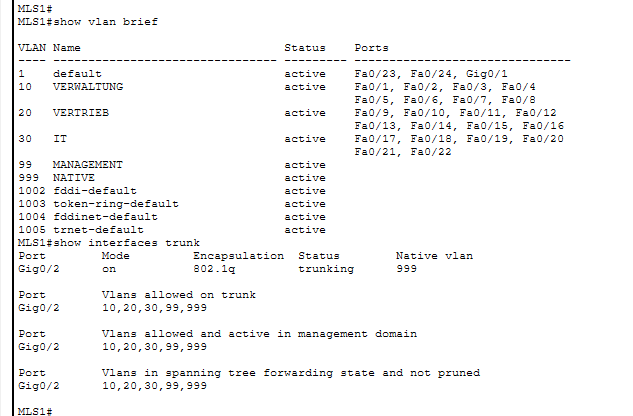 MLS1#
MLS1#show vlan brief
VLAN Name                             Status    Ports
---- -------------------------------- --------- -------------------------------
1    default                          active    Fa0/23, Fa0/24, Gig0/1
10   VERWALTUNG                       active    Fa0/1, Fa0/2, Fa0/3, Fa0/4
                                                Fa0/5, Fa0/6, Fa0/7, Fa0/8
20   VERTRIEB                         active    Fa0/9, Fa0/10, Fa0/11, Fa0/12
                                                Fa0/13, Fa0/14, Fa0/15, Fa0/16
30   IT                               active    Fa0/17, Fa0/18, Fa0/19, Fa0/20
                                                Fa0/21, Fa0/22
99   MANAGEMENT                       active
999  NATIVE                           active
1002 fddi-default                     active
1003 token-ring-default               active
1004 fddinet-default                  active
1005 trnet-default                    active
MLS1#show interfaces trunk
Port        Mode         Encapsulation  Status        Native vlan
Gig0/2      on           802.1q         trunking      999
Port        Vlans allowed on trunk
Gig0/2      10,20,30,99,999
Port        Vlans allowed and active in management domain
Gig0/2      10,20,30,99,999
Port        Vlans in spanning tree forwarding state and not pruned
Gig0/2      10,20,30,99,999
MLS1#